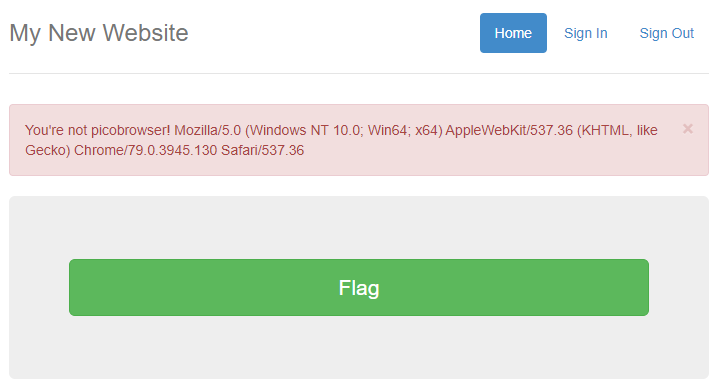 My New Website
Home Sign In Sign Out
You're not picobrowser! Mozilla/5.0 (Windows NT 10.0; Win64; x64) AppleWebKit/537.36 (KHTML, like
Gecko) Chrome/79.0.3945.130 Safari/537.36
×
Flag